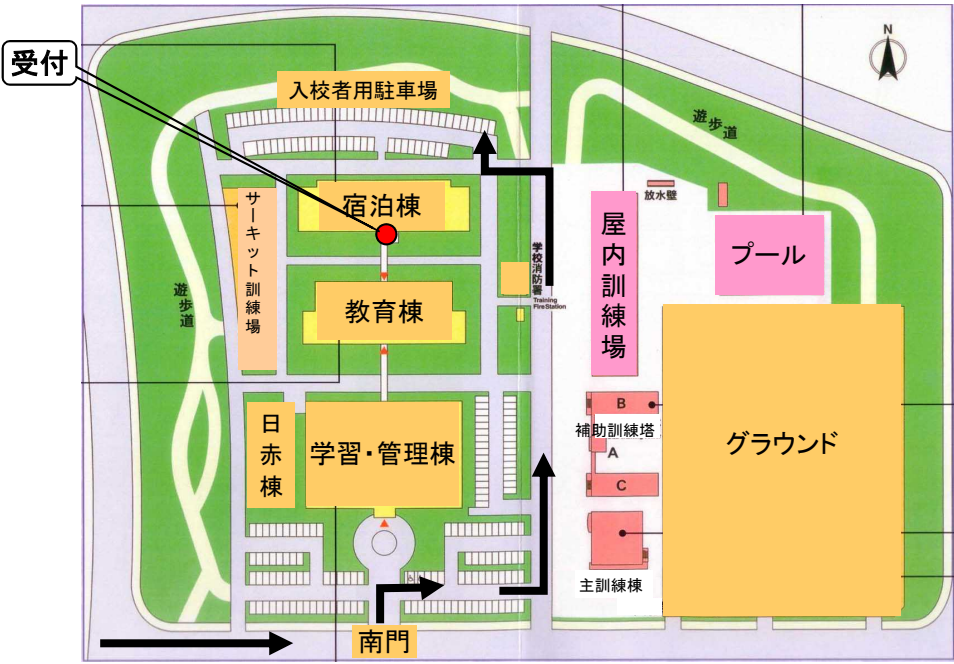 受付
N
入校者用駐車場
遊歩道
放水壁
サーキット訓練場
宿泊棟
屋内訓練場
プール
学校消防署
Training
FireStation
遊歩道
教育棟
B
補助訓練塔
A
C
日赤棟
学習・管理棟
グラウンド
主訓練棟
南門